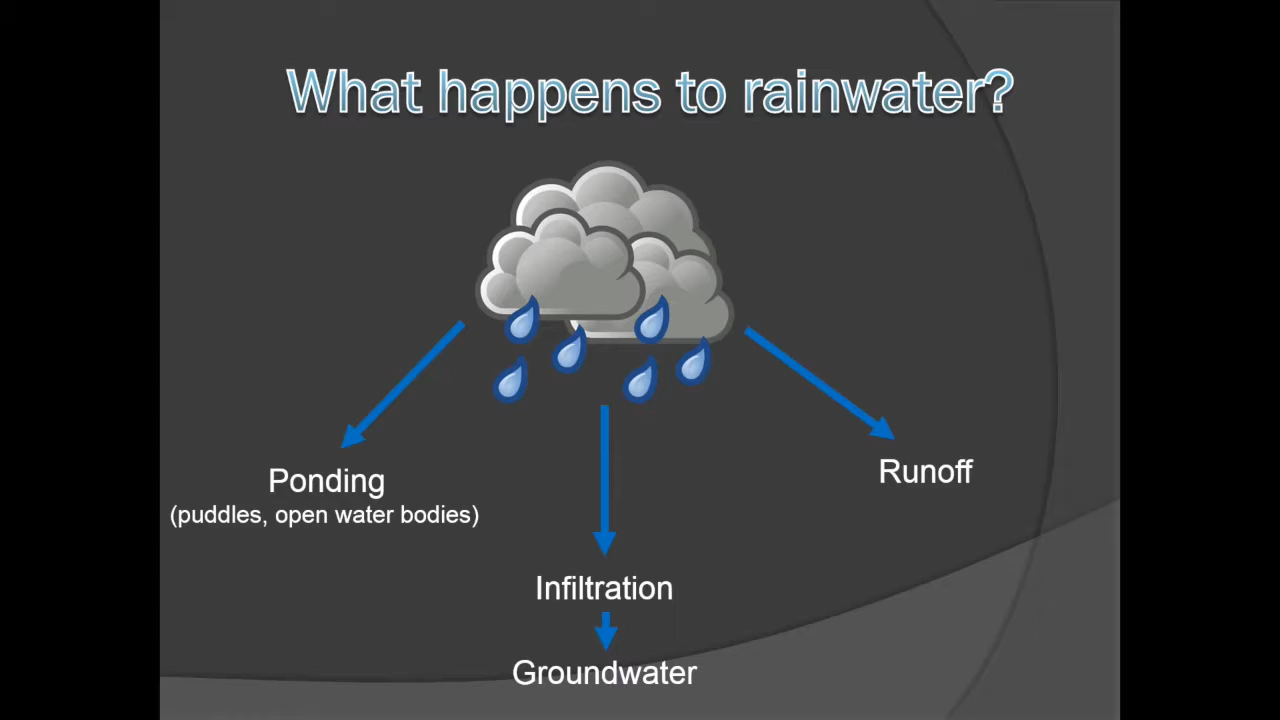 What happens to rainwater?
Ponding
(puddles, open water bodies)
Runoff
Infiltration
Groundwater